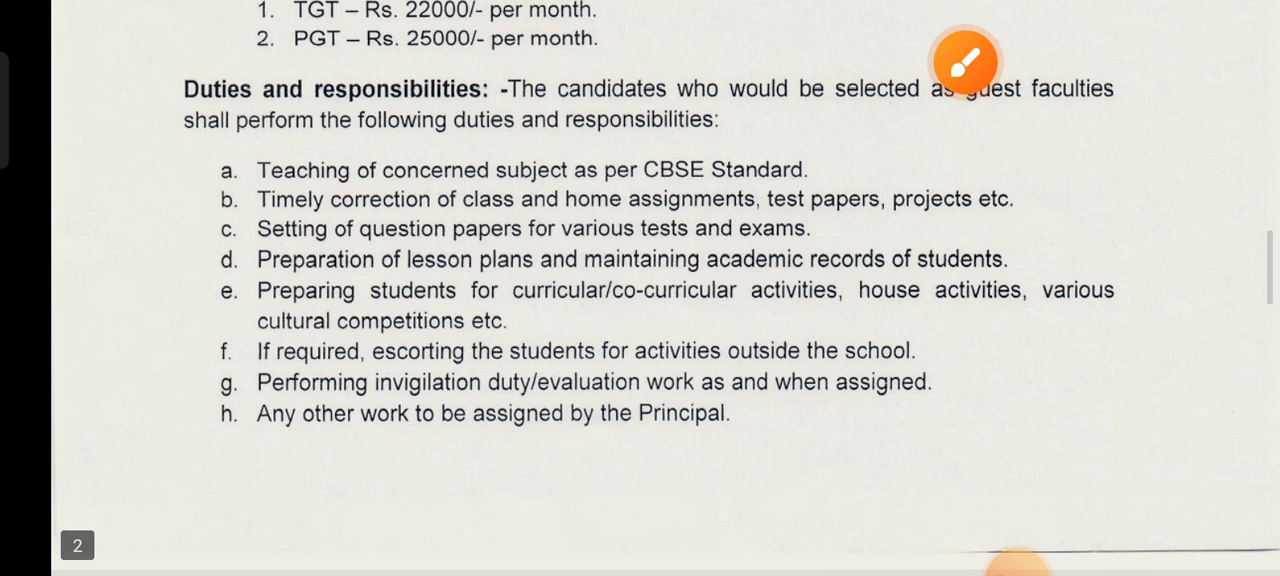 1. TGT – Rs. 22000/- per month.
2. PGT – Rs. 25000/- per month.
Duties and responsibilities: -The candidates who would be selected as guest faculties
shall perform the following duties and responsibilities:
a. Teaching of concerned subject as per CBSE Standard.
b. Timely correction of class and home assignments, test papers, projects etc.
c. Setting of question papers for various tests and exams.
d. Preparation of lesson plans and maintaining academic records of students.
e. Preparing students for curricular/co-curricular activities, house activities, various
cultural competitions etc.
f. If required, escorting the students for activities outside the school.
g. Performing invigilation duty/evaluation work as and when assigned.
h. Any other work to be assigned by the Principal.
2